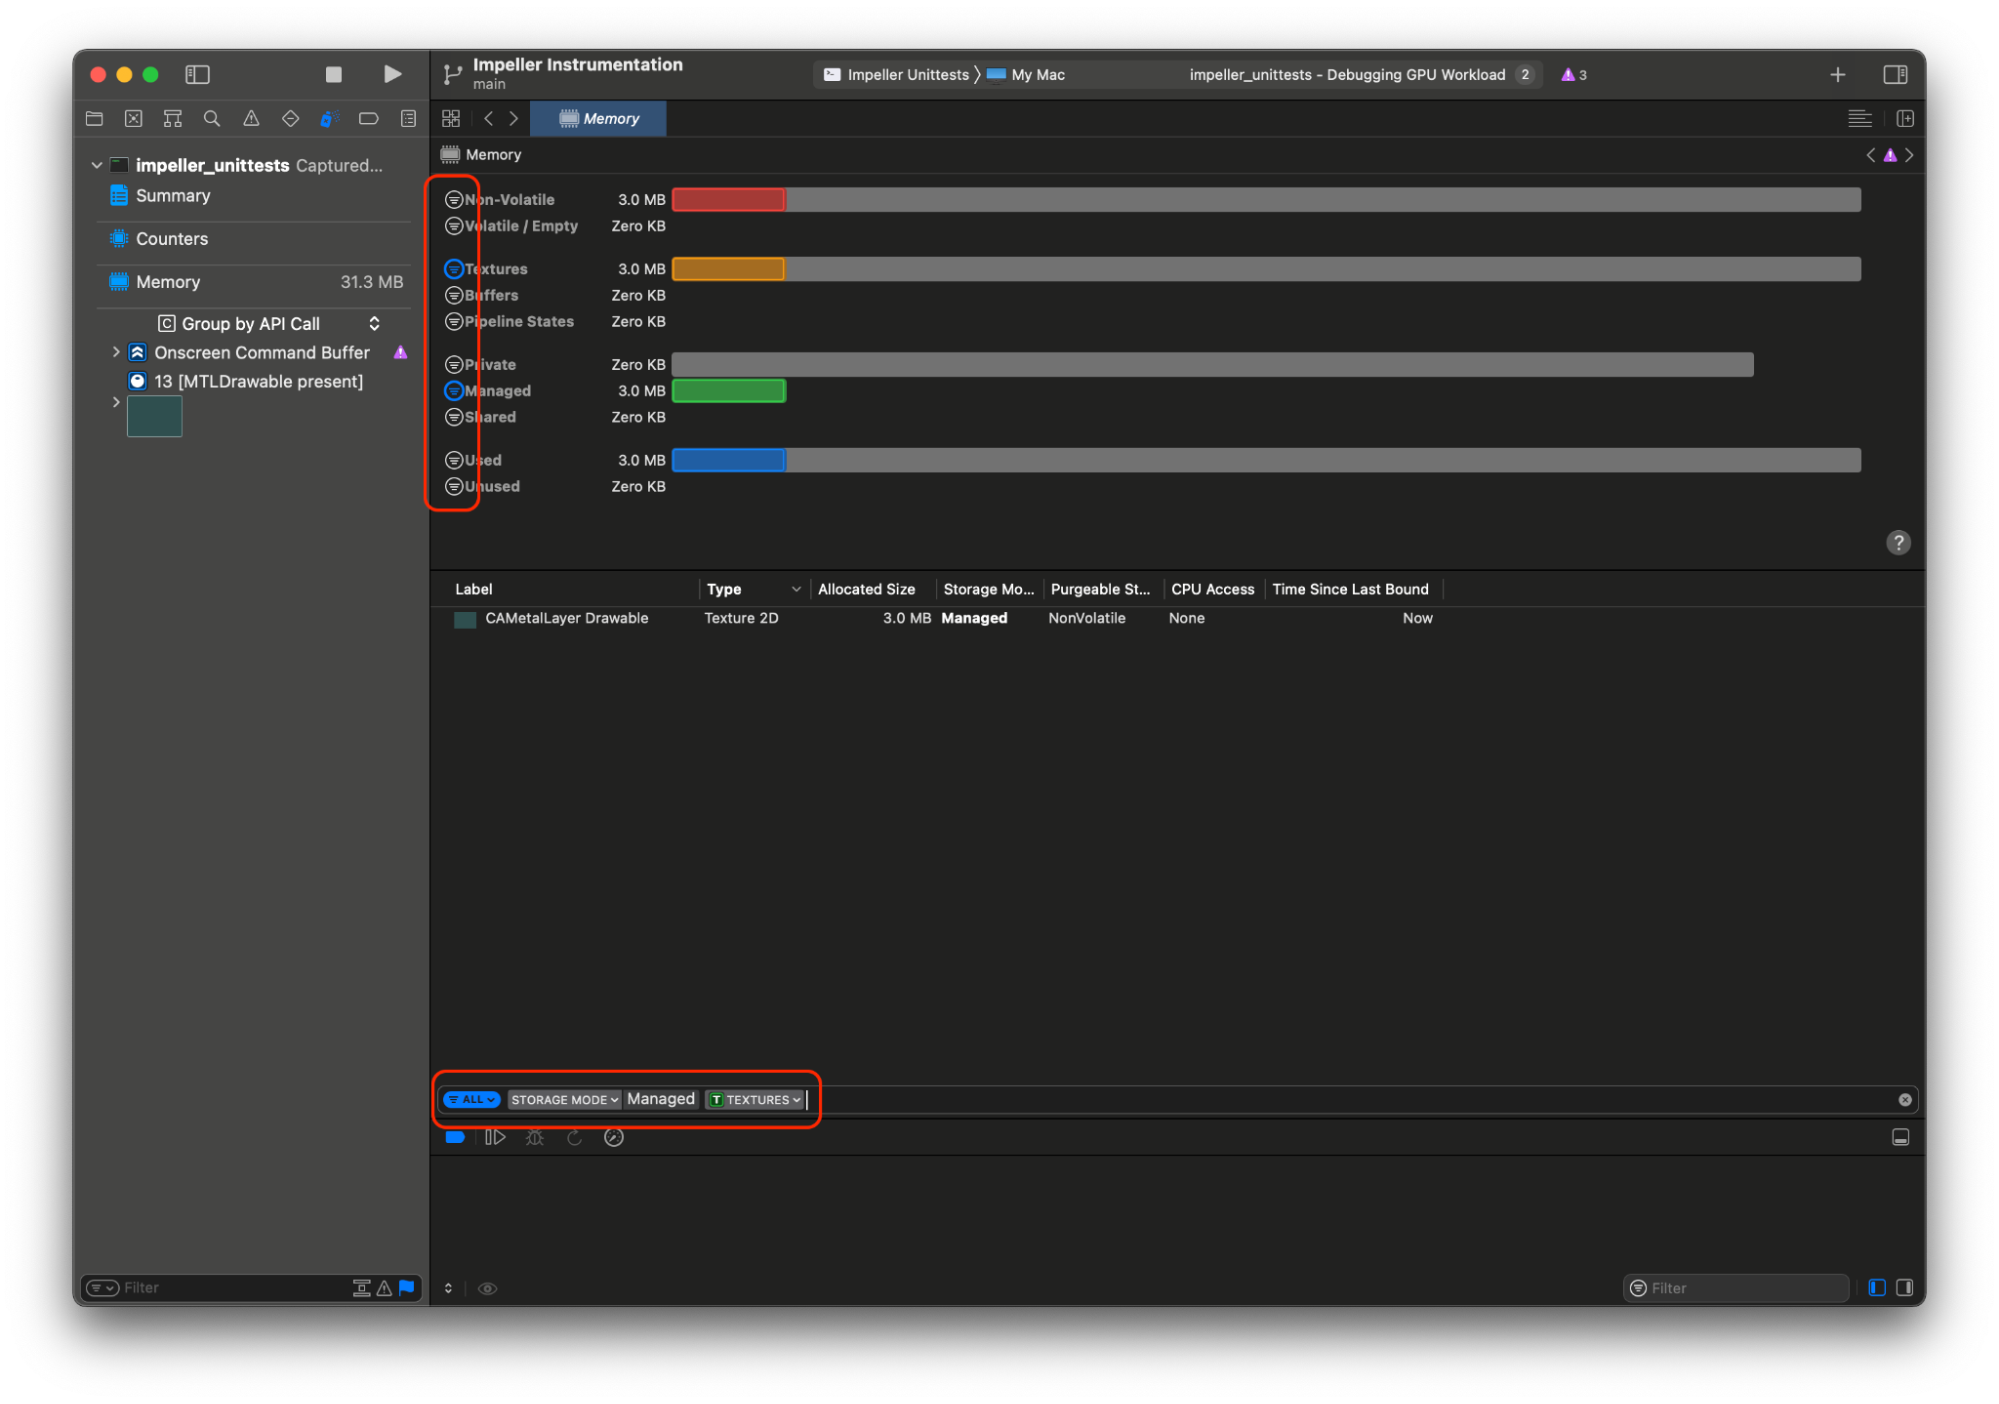 Impeller Instrumentation
main
Impeller Unittests
My Mac
impeller_unittests - Debugging GPU Workload
2
3
Memory
Memory
impeller_unittests Captured...
Summary
Counters
Memory 31.3 MB
C Group by API Call
Onscreen Command Buffer
13 [MTLDrawable present]
Non-Volatile 3.0 MB
Volatile / Empty Zero KB
Textures 3.0 MB
Buffers Zero KB
Pipeline States Zero KB
Private Zero KB
Managed 3.0 MB
Shared Zero KB
Used 3.0 MB
Unused Zero KB
?
Label Type Allocated Size Storage Mo... Purgeable St... CPU Access Time Since Last Bound
CAMetalLayer Drawable Texture 2D 3.0 MB Managed NonVolatile None Now
ALL STORAGE MODE Managed T TEXTURES
Filter
Filter